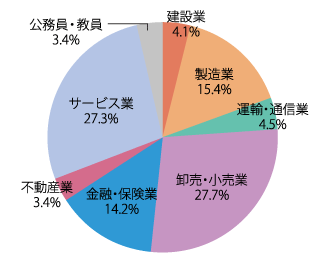 建設業
4.1%
製造業
15.4%
運輸・通信業
4.5%
卸売・小売業
27.7%
金融・保険業
14.2%
不動産業
3.4%
サービス業
27.3%
公務員・教員
3.4%